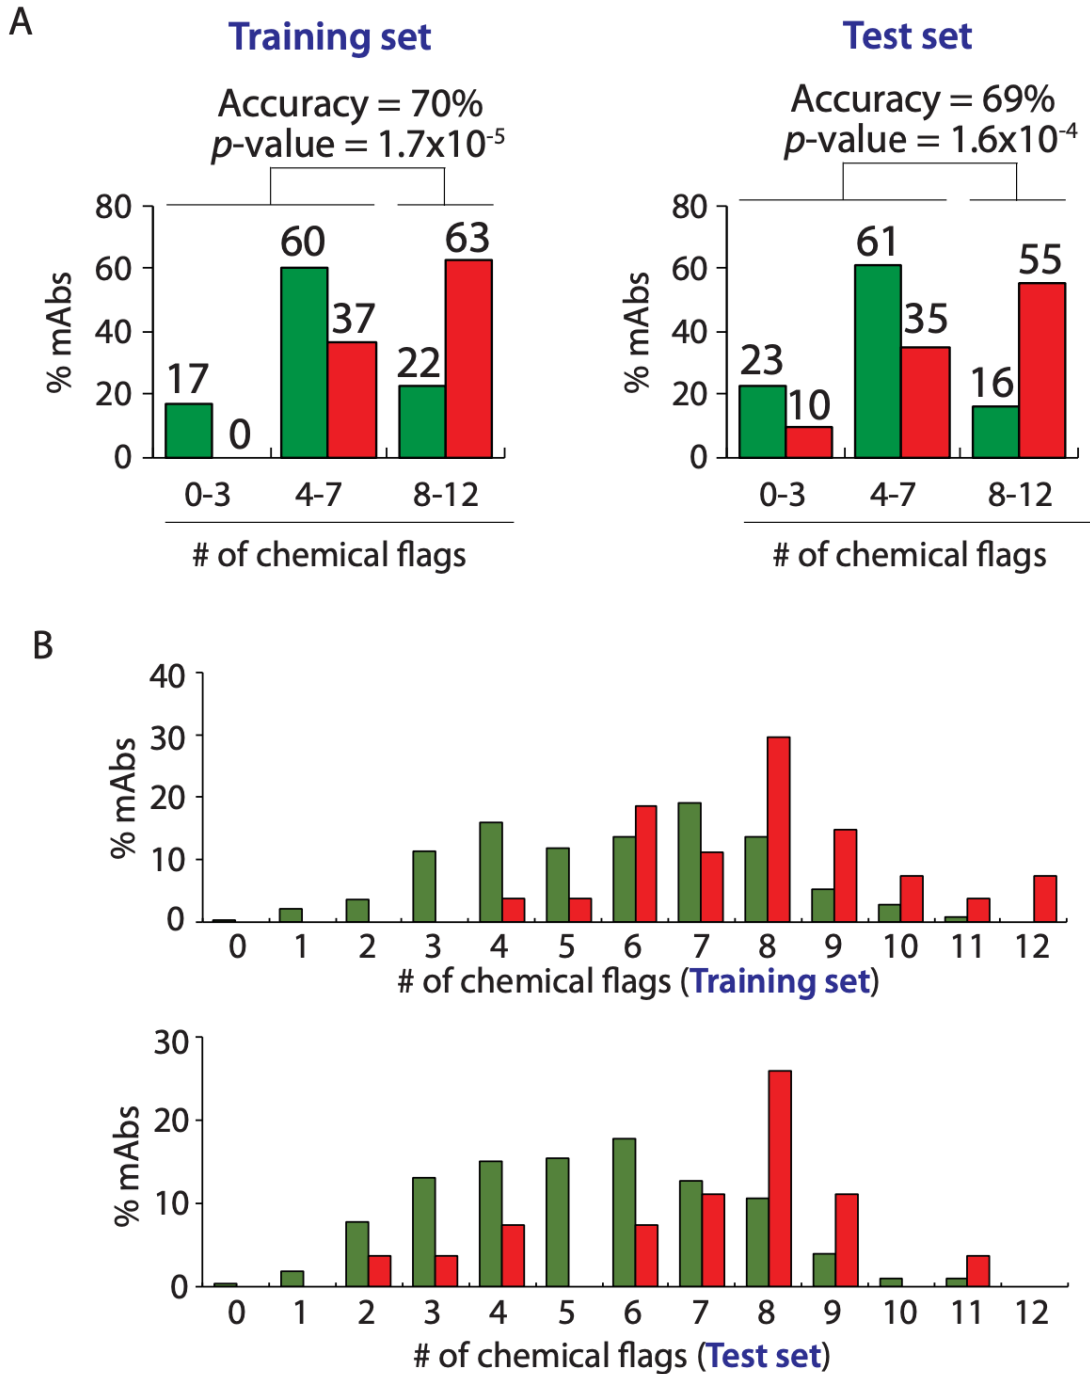 A
Training set
Test set
Accuracy = 70%
p-value = 1.7x10-5
Accuracy = 69%
p-value = 1.6x10-4
% mAbs
80
60
40
20
0
17
0
60
37
22
63
0-3
4-7
8-12
# of chemical flags
% mAbs
80
60
40
20
0
23
10
61
35
16
55
0-3
4-7
8-12
# of chemical flags
B
% mAbs
40
30
20
10
0
0 1 2 3 4 5 6 7 8 9 10 11 12
# of chemical flags (Training set)
% mAbs
30
20
10
0
0 1 2 3 4 5 6 7 8 9 10 11 12
# of chemical flags (Test set)